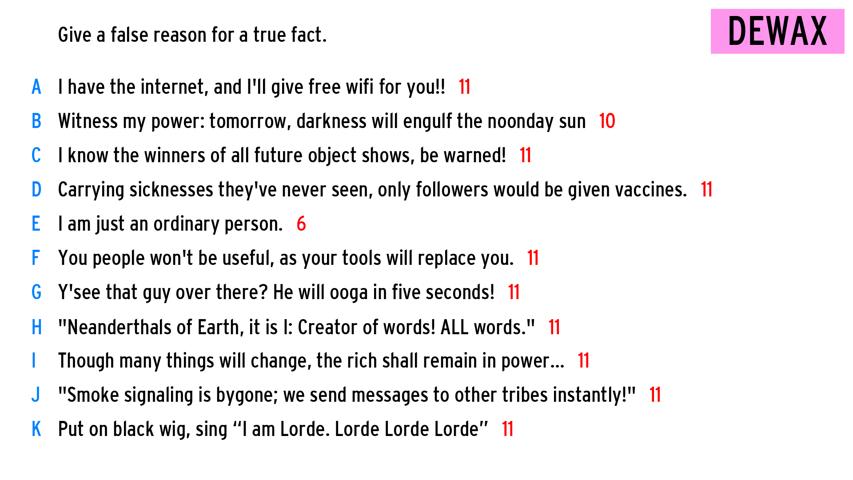 Give a false reason for a true fact.
DEWAX
A I have the internet, and I'll give free wifi for you!! 11
B Witness my power: tomorrow, darkness will engulf the noonday sun 10
C I know the winners of all future object shows, be warned! 11
D Carrying sicknesses they've never seen, only followers would be given vaccines. 11
E I am just an ordinary person. 6
F You people won't be useful, as your tools will replace you. 11
G Y'see that guy over there? He will ooga in five seconds! 11
H "Neanderthals of Earth, it is I: Creator of words! ALL words." 11
I Though many things will change, the rich shall remain in power... 11
J "Smoke signaling is bygone; we send messages to other tribes instantly!" 11
K Put on black wig, sing “I am Lorde. Lorde Lorde Lorde” 11